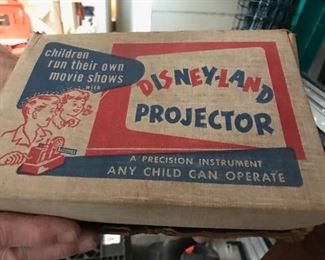 children
run their own
movie shows
with
DISNEY-LAND
PROJECTOR
A PRECISION INSTRUMENT
ANY CHILD CAN OPERATE